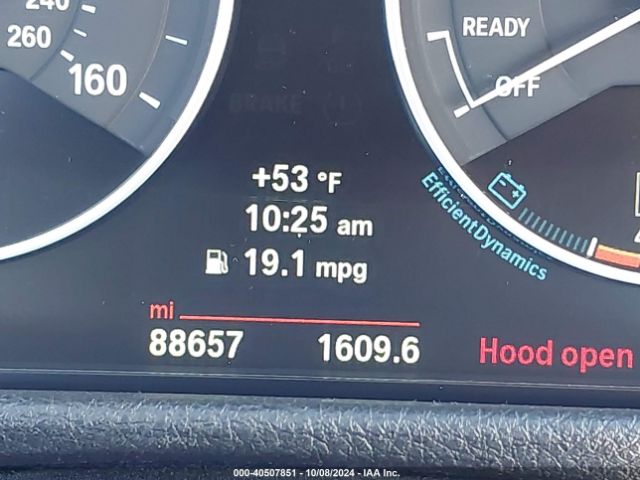 240
260
160
READY
OFF
BRAKE
+53 °F
10:25 am
19.1 mpg
EfficientDynamics
mi
88657 1609.6 Hood open
000-40507851 - 10/08/2024 - IAA Inc.